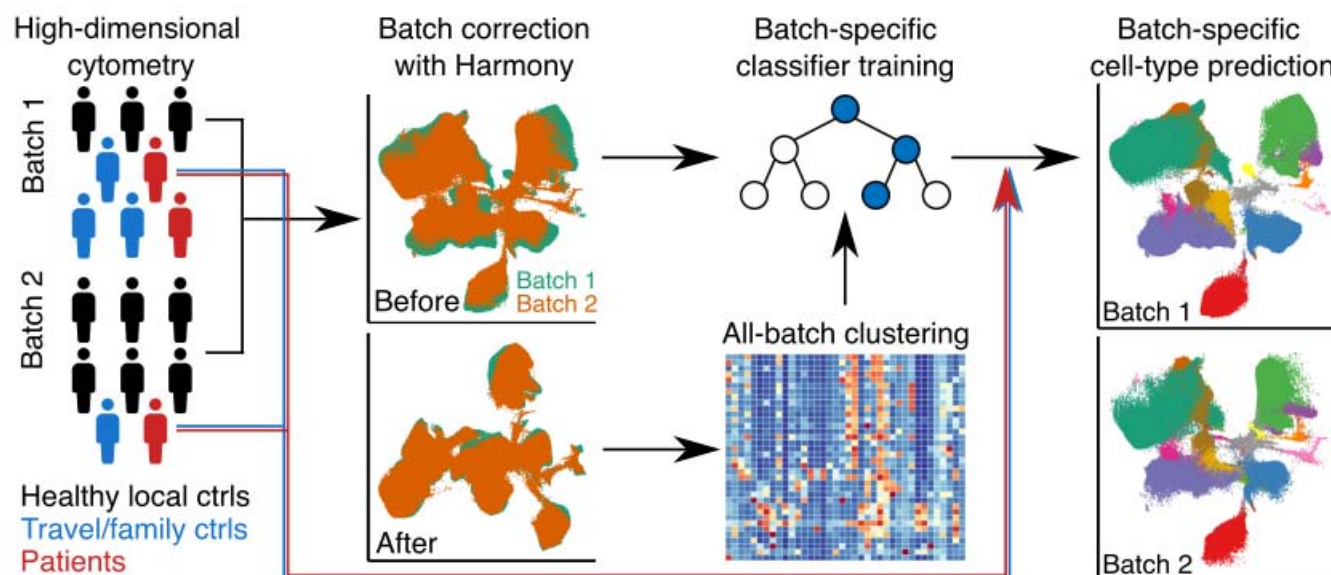 High-dimensional
cytometry
Batch 1
Batch 2
Healthy local ctrls
Travel/family ctrls
Patients
Batch correction
with Harmony
Batch 1
Batch 2
Before
After
Batch-specific
classifier training
All-batch clustering
Batch-specific
cell-type prediction
Batch 1
Batch 2